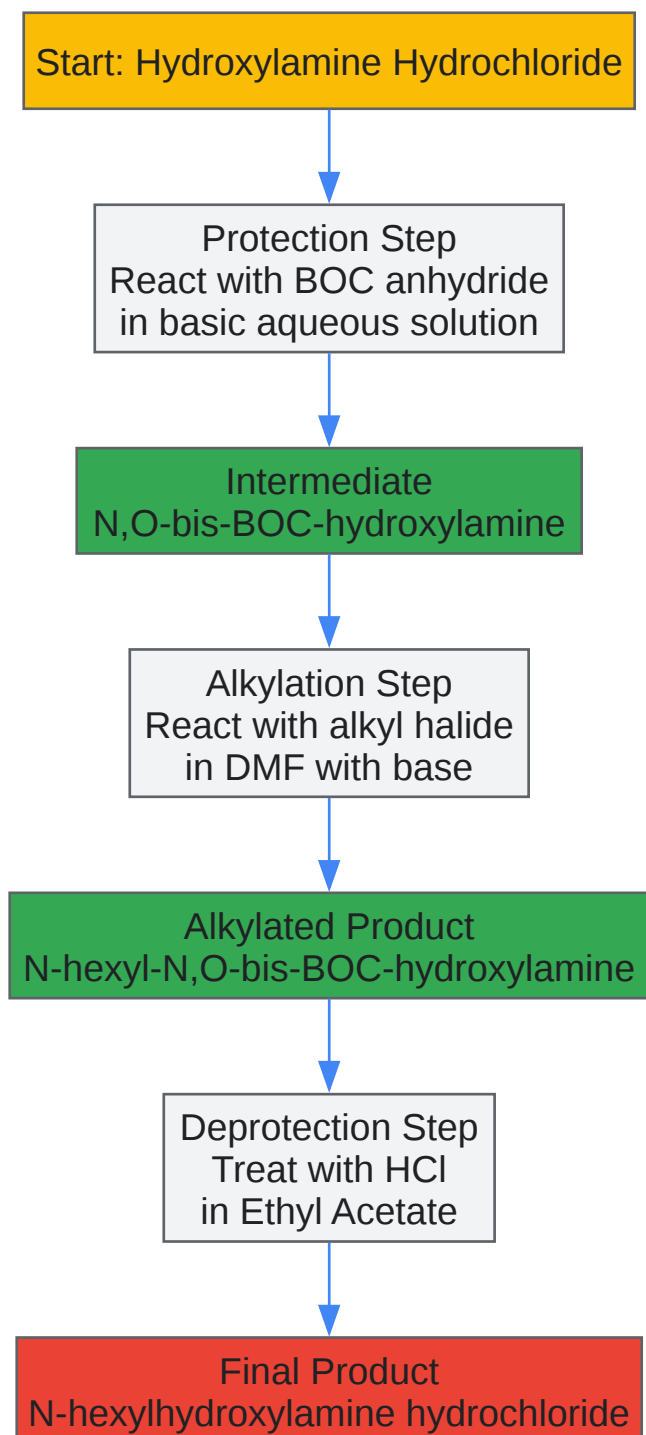 Start: Hydroxylamine Hydrochloride
Protection Step
React with BOC anhydride
in basic aqueous solution
Intermediate
N,O-bis-BOC-hydroxylamine
Alkylation Step
React with alkyl halide
in DMF with base
Alkylated Product
N-hexyl-N,O-bis-BOC-hydroxylamine
Deprotection Step
Treat with HCl
in Ethyl Acetate
Final Product
N-hexylhydroxylamine hydrochloride